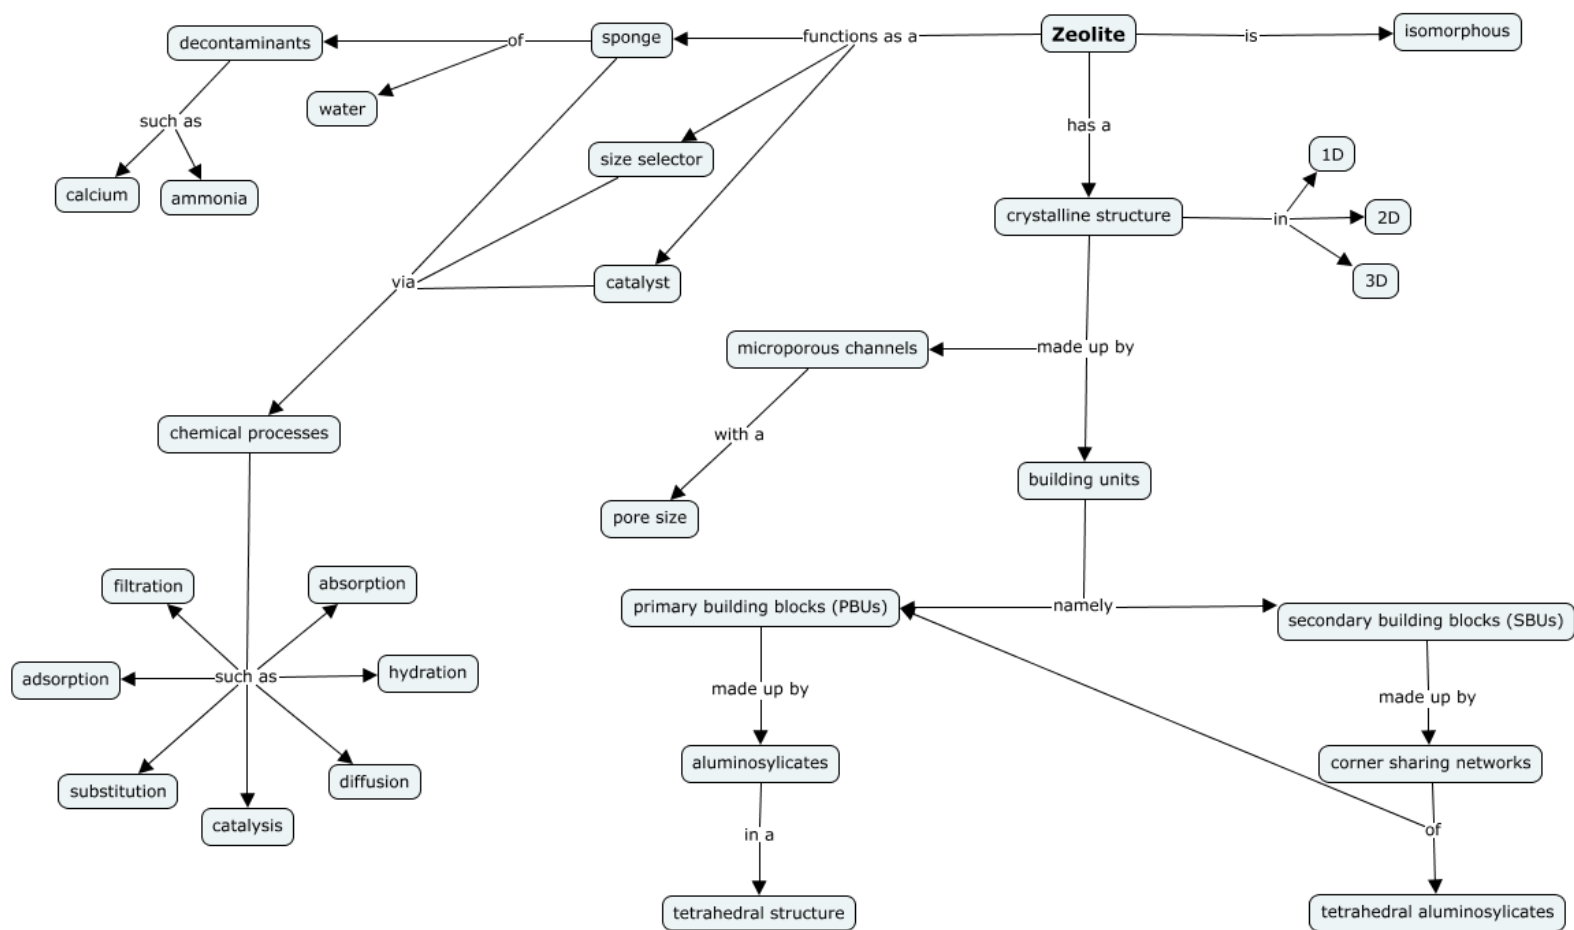 decontaminants
of
sponge
functions as a
Zeolite
is
isomorphous
water
such as
has a
size selector
1D
calcium
ammonia
crystalline structure
in
2D
via
catalyst
3D
microporous channels
made up by
chemical processes
with a
building units
pore size
filtration
absorption
primary building blocks (PBUs)
namely
secondary building blocks (SBUs)
adsorption
such as
hydration
made up by
made up by
substitution
diffusion
aluminosylicates
corner sharing networks
catalysis
in a
of
tetrahedral structure
tetrahedral aluminosylicates